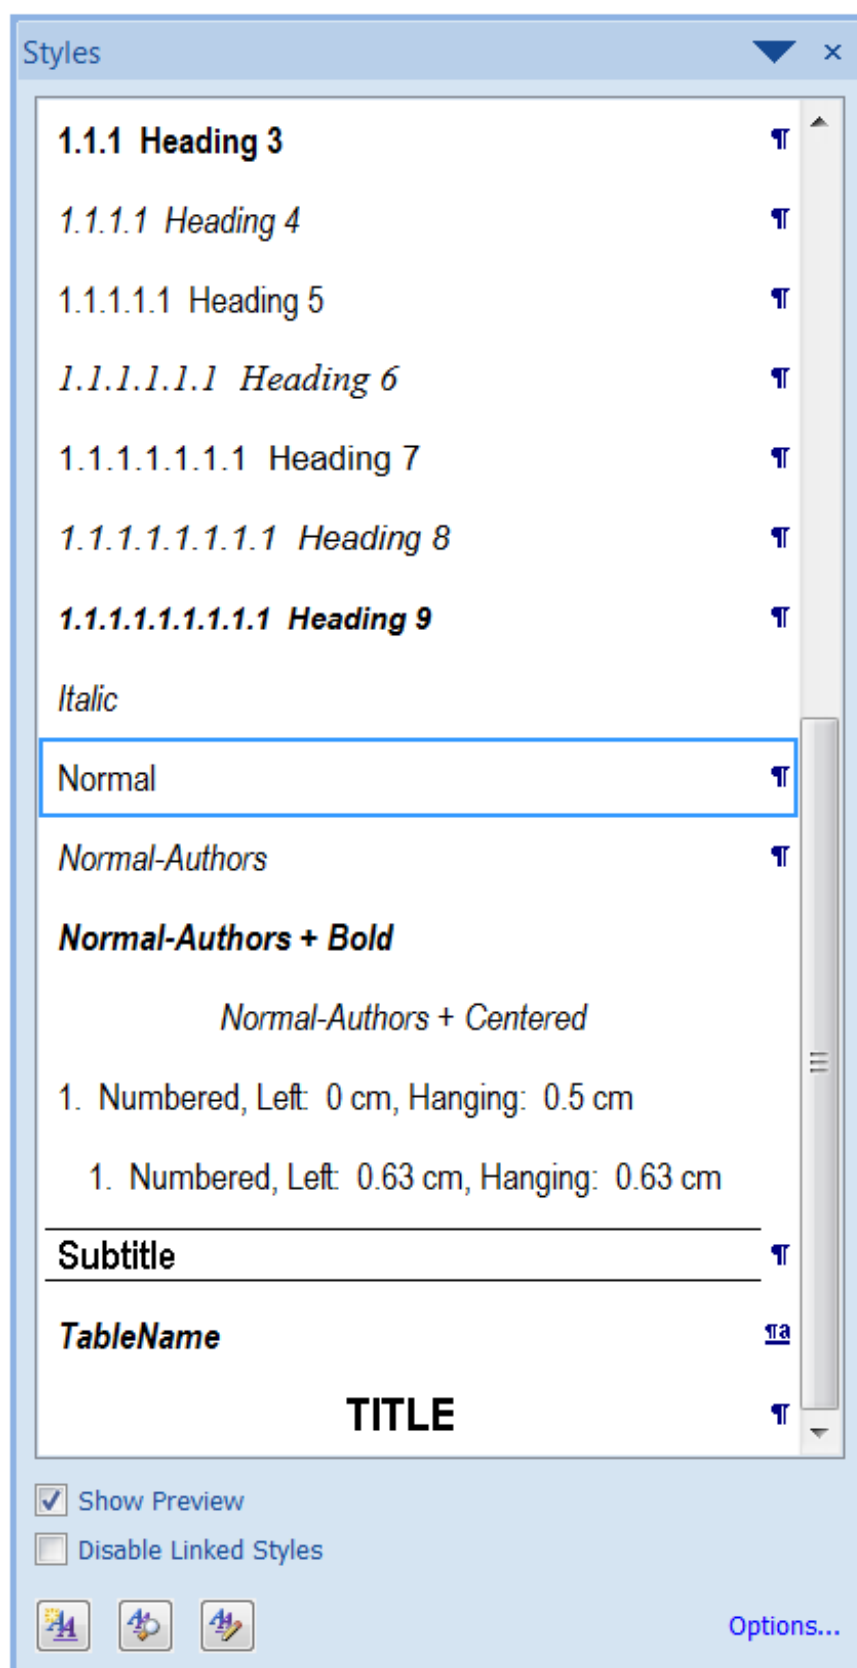 Styles
1.1.1 Heading 3 ¶
1.1.1.1 Heading 4 ¶
1.1.1.1.1 Heading 5 ¶
1.1.1.1.1.1 Heading 6 ¶
1.1.1.1.1.1.1 Heading 7 ¶
1.1.1.1.1.1.1.1 Heading 8 ¶
1.1.1.1.1.1.1.1.1 Heading 9 ¶
Italic
Normal ¶
Normal-Authors ¶
Normal-Authors + Bold
Normal-Authors + Centered
1. Numbered, Left: 0 cm, Hanging: 0.5 cm
1. Numbered, Left: 0.63 cm, Hanging: 0.63 cm
Subtitle ¶
TableName ¶a
TITLE ¶
Show Preview
Disable Linked Styles
Options...